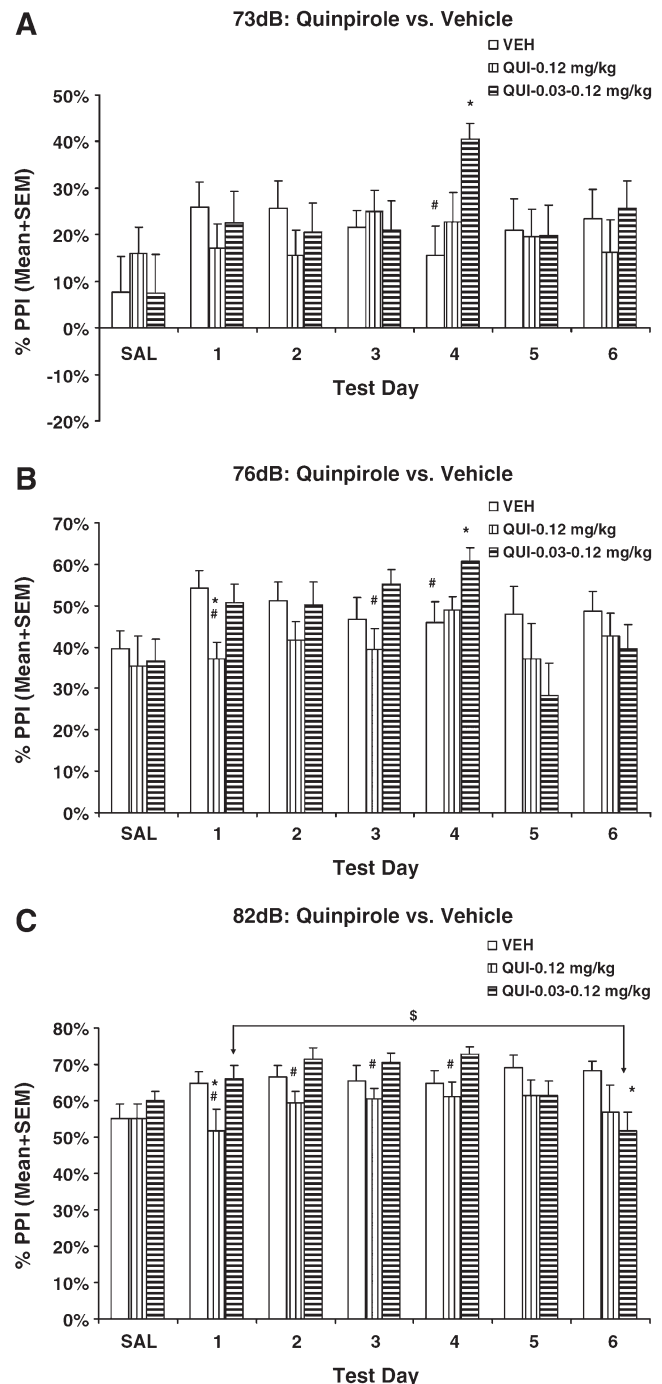 A
73dB: Quinpirole vs. Vehicle
VEH
QUI-0.12 mg/kg
QUI-0.03-0.12 mg/kg
% PPI (Mean+SEM)
50%
40%
30%
20%
10%
0%
-10%
-20%
*
#
SAL 1 2 3 4 5 6
Test Day
B
76dB: Quinpirole vs. Vehicle
VEH
QUI-0.12 mg/kg
QUI-0.03-0.12 mg/kg
% PPI (Mean+SEM)
70%
60%
50%
40%
30%
20%
10%
0%
*
#
#
#
*
SAL 1 2 3 4 5 6
Test Day
C
82dB: Quinpirole vs. Vehicle
VEH
QUI-0.12 mg/kg
QUI-0.03-0.12 mg/kg
% PPI (Mean+SEM)
80%
70%
60%
50%
40%
30%
20%
10%
0%
$
*
#
#
#
#
*
SAL 1 2 3 4 5 6
Test Day